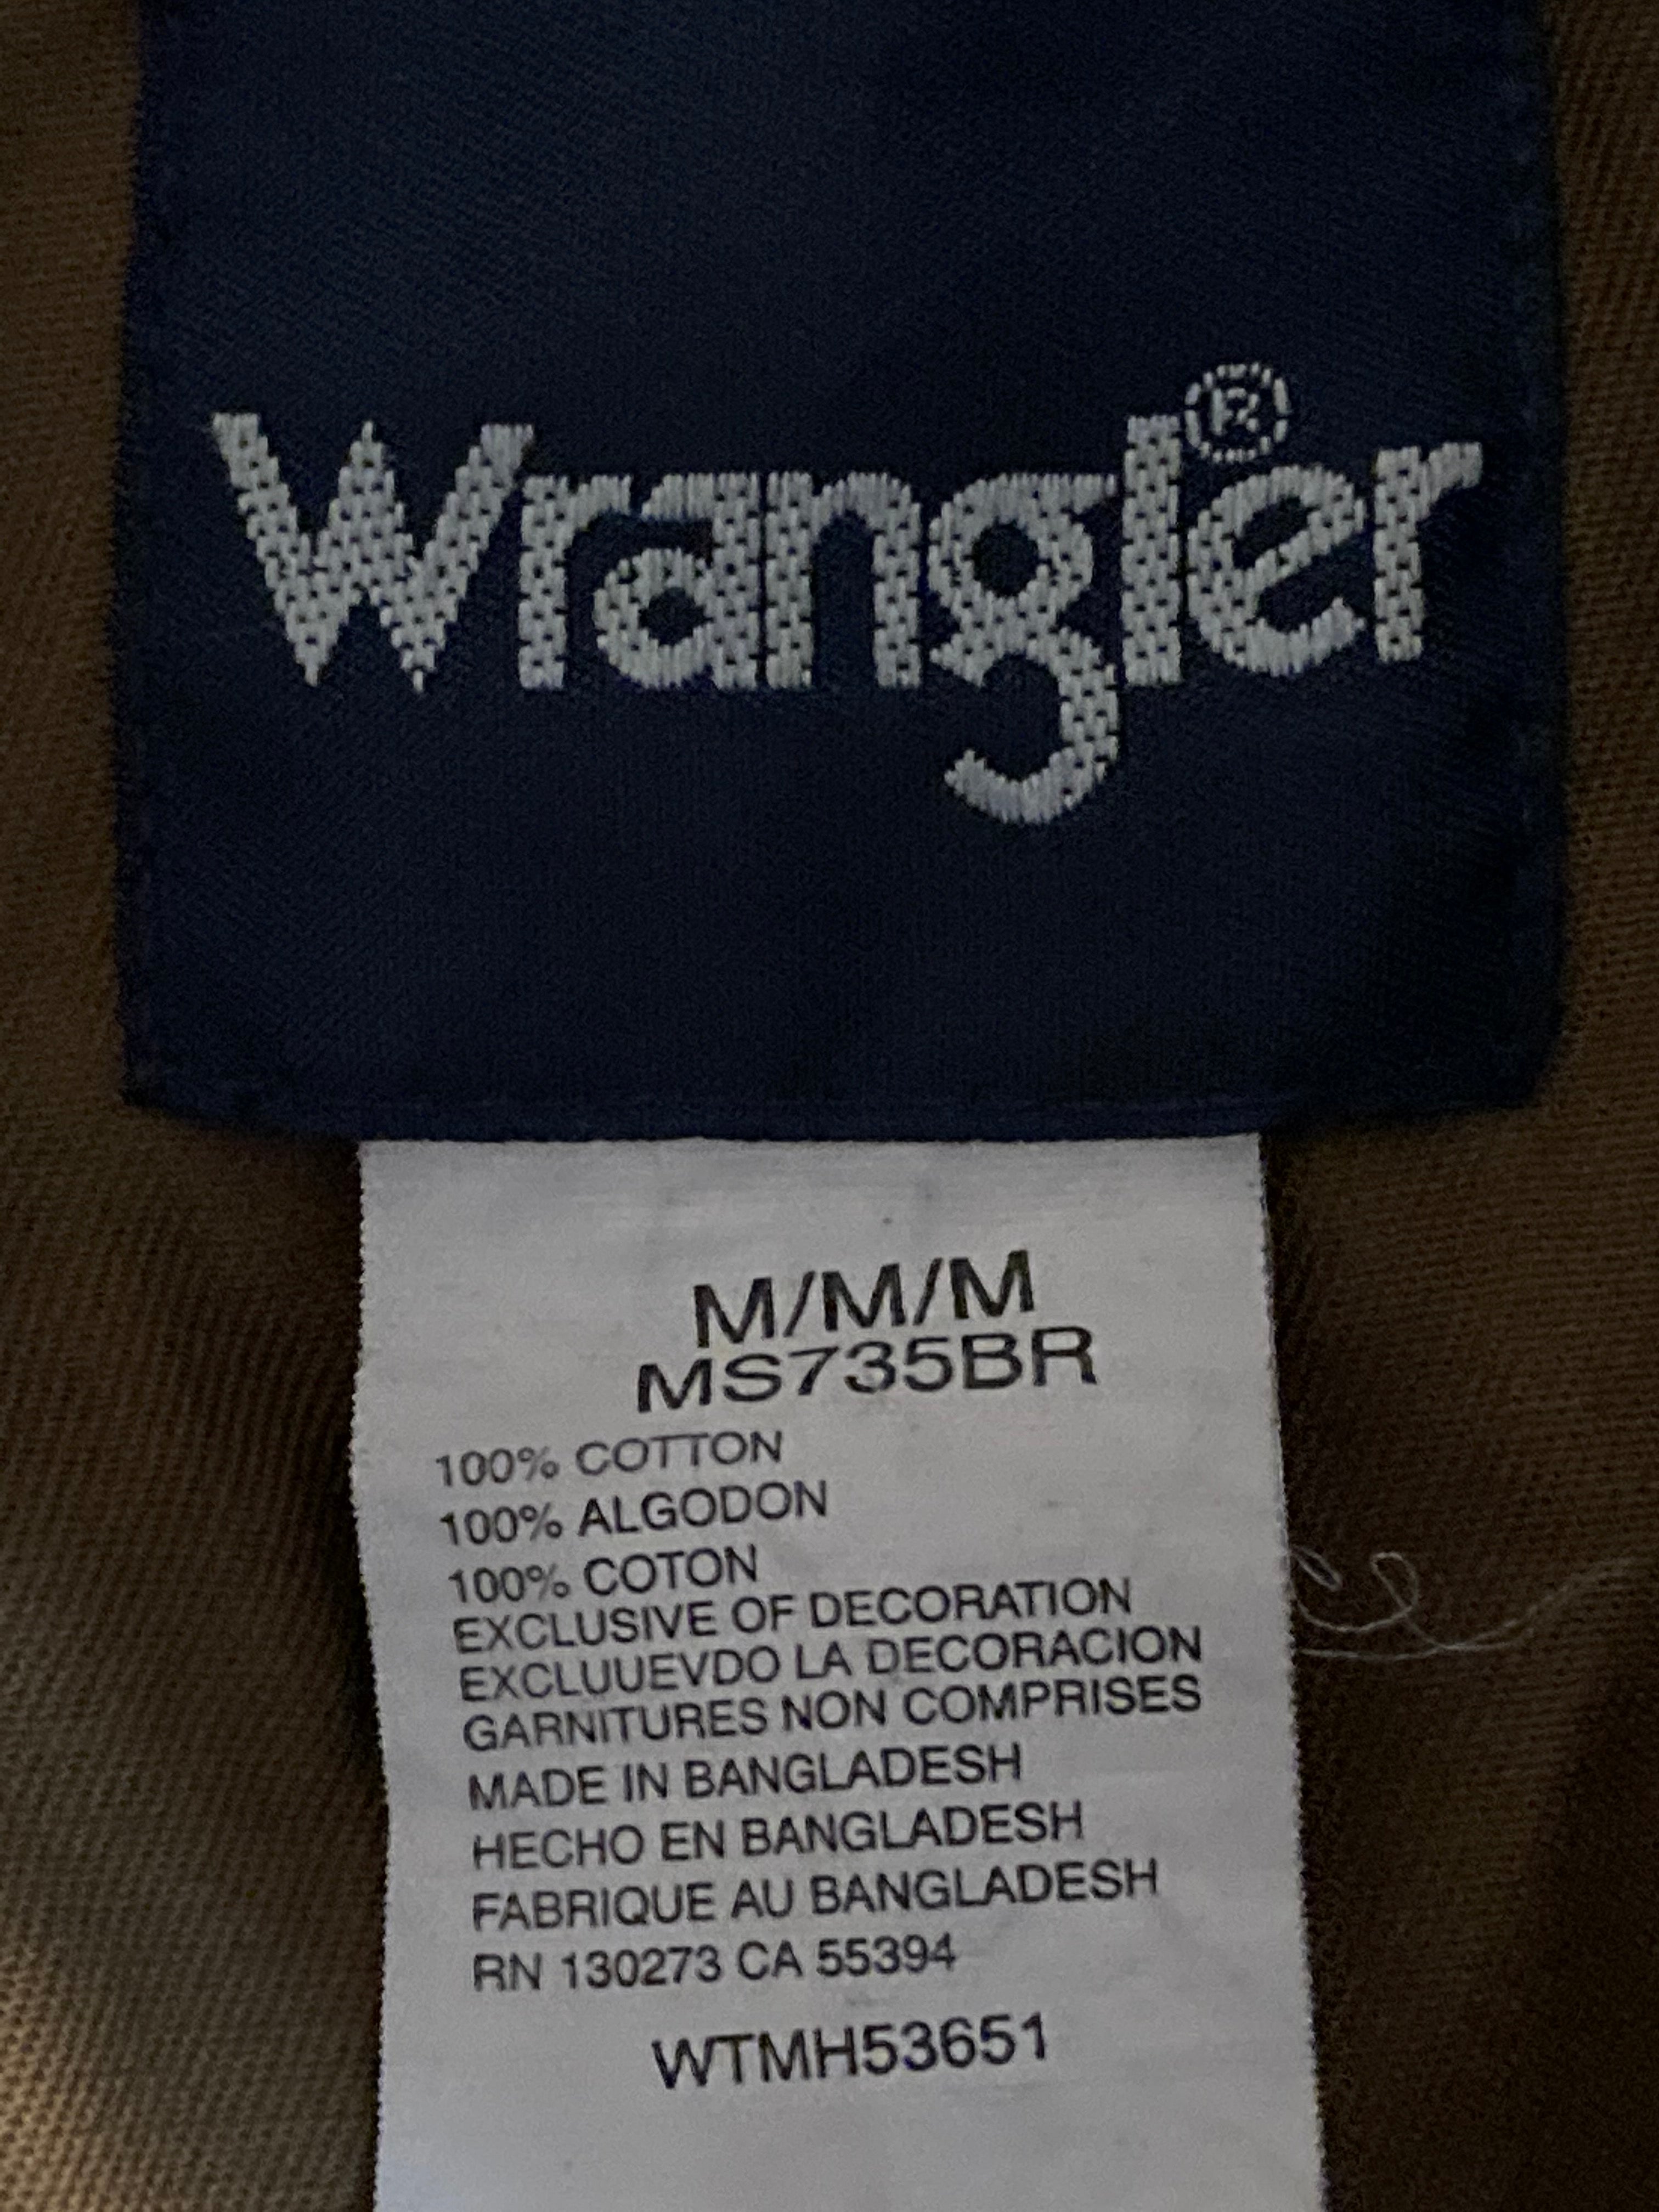 Wrangler®
M/M/M
MS735BR
100% COTTON
100% ALGODON
100% COTON
EXCLUSIVE OF DECORATION
EXCLUUEVDO LA DECORACION
GARNITURES NON COMPRISES
MADE IN BANGLADESH
HECHO EN BANGLADESH
FABRIQUE AU BANGLADESH
RN 130273 CA 55394
WTMH53651